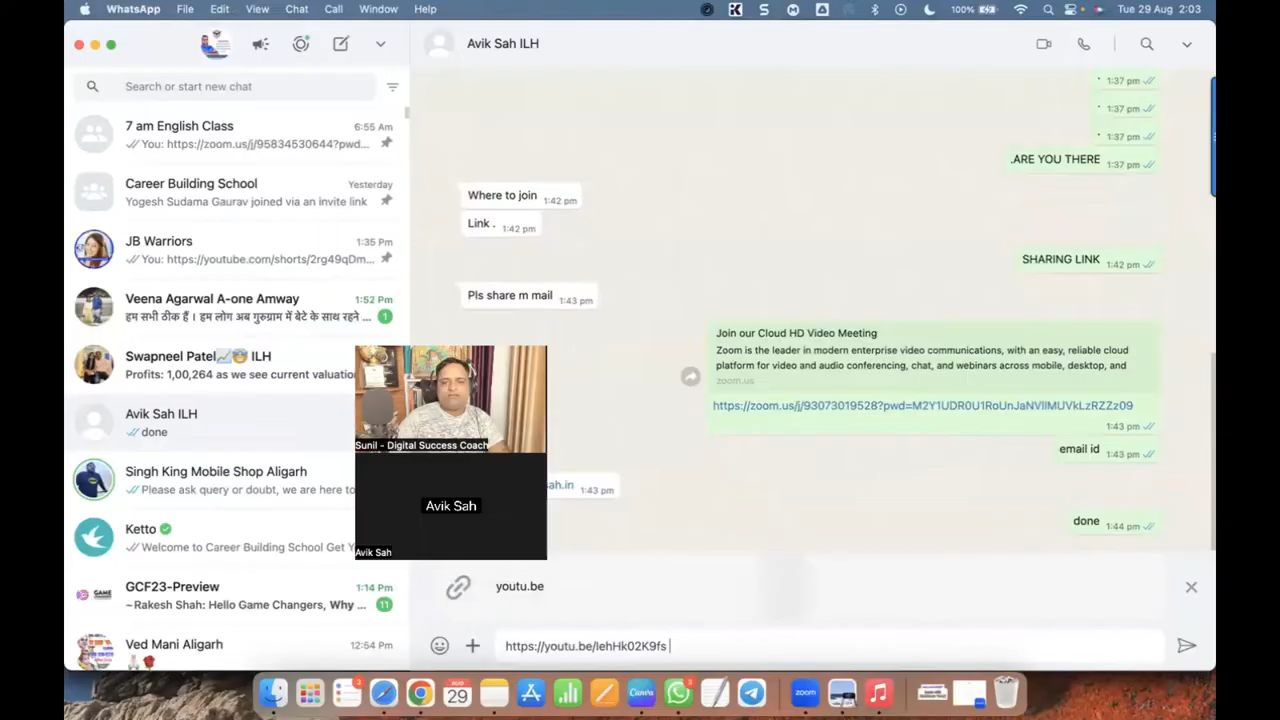 WhatsApp File Edit View Chat Call Window Help
100% Tue 29 Aug 2:03
Search or start new chat
7 am English Class 6:55 Am
You: https://zoom.us/j/95834530644?pwd...
Career Building School Yesterday
Yogesh Sudama Gaurav joined via an invite link
JB Warriors 1:35 Pm
You: https://youtube.com/shorts/2rg49qDm...
Veena Agarwal A-one Amway 1:52 Pm
हम सभी ठीक हैं । हम लोग अब गुरुग्राम में बेटे के साथ रहने ... 1
Swapneel Patel ILH
Profits: 1,00,264 as we see current valuatio
Avik Sah ILH
done
Singh King Mobile Shop Aligarh
Please ask query or doubt, we are here to
Ketto
Welcome to Career Building School Get Y
GCF23-Preview 1:14 Pm
~Rakesh Shah: Hello Game Changers, Why ... 11
Ved Mani Aligarh 12:54 Pm
Avik Sah ILH
1:37 pm
1:37 pm
1:37 pm
.ARE YOU THERE 1:37 pm
Where to join 1:42 pm
Link . 1:42 pm
SHARING LINK 1:42 pm
Pls share m mail 1:43 pm
Join our Cloud HD Video Meeting
Zoom is the leader in modern enterprise video communications, with an easy, reliable cloud
platform for video and audio conferencing, chat, and webinars across mobile, desktop, and
zoom.us
https://zoom.us/j/93073019528?pwd=M2Y1UDR0U1RoUnJaNVllMUVkLzRZZz09
1:43 pm
email id 1:43 pm
sah.in 1:43 pm
done 1:44 pm
Sunil - Digital Success Coach
Avik Sah
Avik Sah
youtu.be
https://youtu.be/lehHk02K9fs
AUG
29
3
Canva
3
zoom